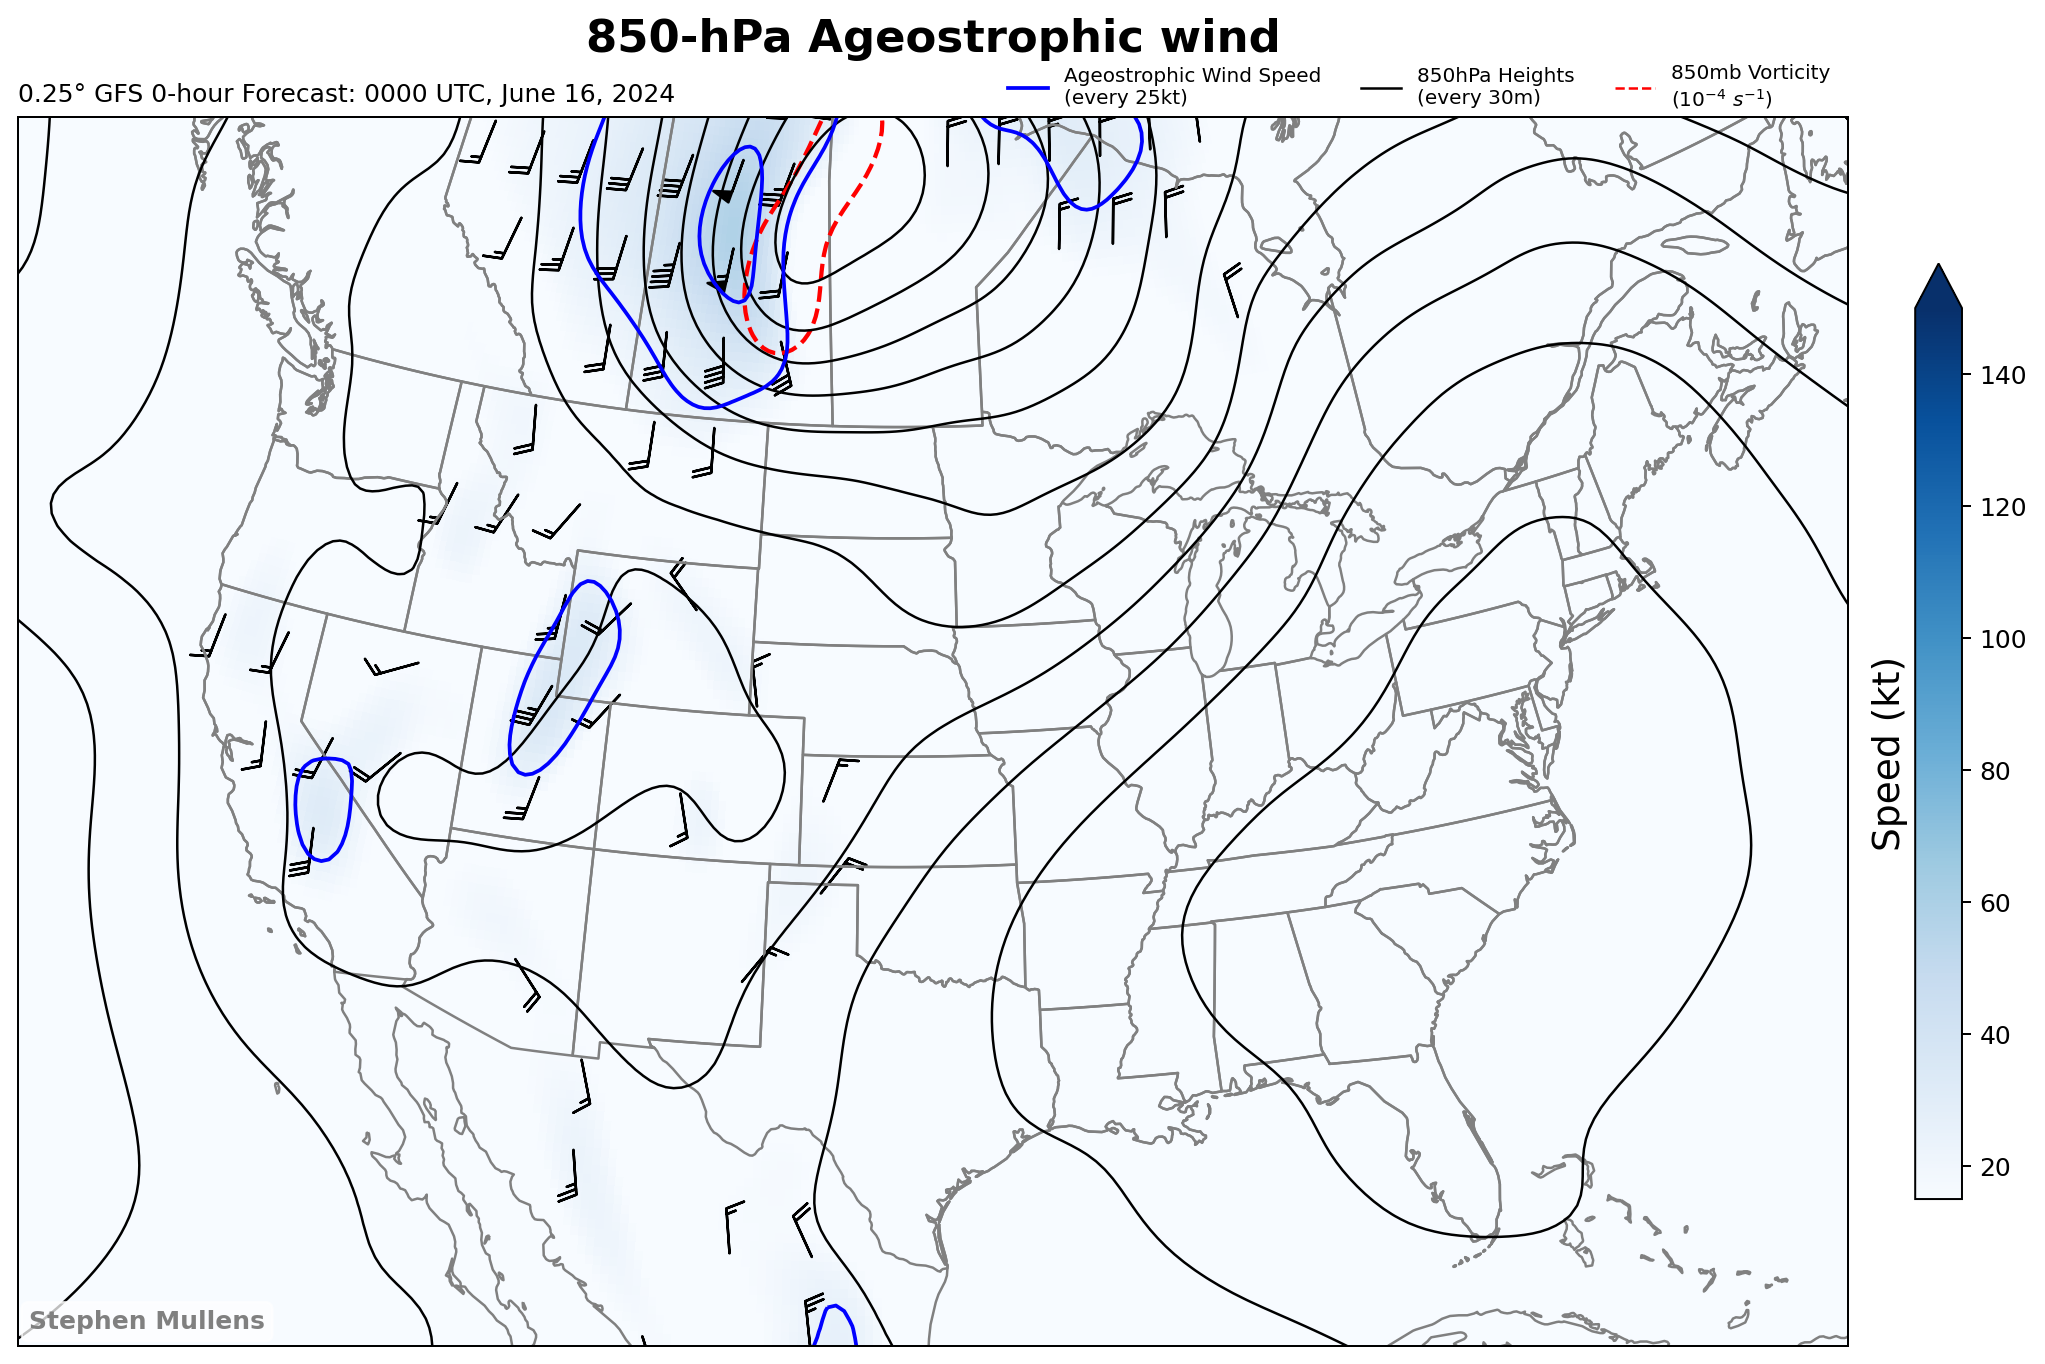 850-hPa Ageostrophic wind
0.25° GFS 0-hour Forecast: 0000 UTC, June 16, 2024
Ageostrophic Wind Speed
(every 25kt)
850hPa Heights
(every 30m)
850mb Vorticity
(10⁻⁴ s⁻¹)
140
120
100
80
60
40
20
Speed (kt)
Stephen Mullens